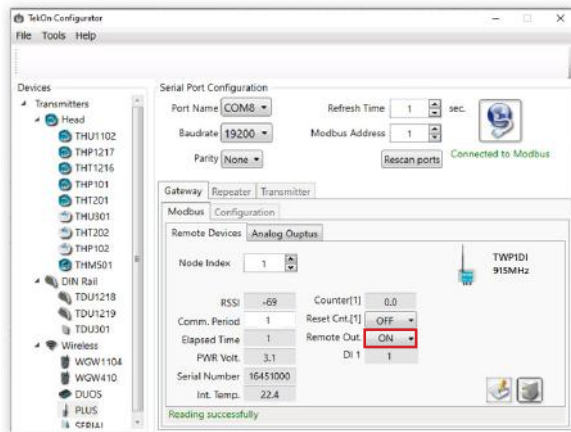 TekOn Configurator
File Tools Help
Devices
Transmitters
Head
THU1102
THP1217
THT1216
THP101
THT201
THU301
THT202
THP102
THM501
DIN Rail
TDU1218
TDU1219
TDU301
Wireless
WGW1104
WGW410
DUOS
PLUS
SERIAL
Serial Port Configuration
Port Name COM8 Refresh Time 1 sec.
Baudrate 19200 Modbus Address 1
Parity None Rescan ports Connected to Modbus
Gateway Repeater Transmitter
Modbus Configuration
Remote Devices Analog Ouptus
Node Index 1 TWP1DI
915MHz
RSSI -69 Counter[1] 0.0
Comm. Period 1 Reset Cnt.[1] OFF
Elapsed Time 1 Remote Out. ON
PWR Volt. 3.1 DI 1 1
Serial Number 16451000
Int. Temp. 22.4
Reading successfully